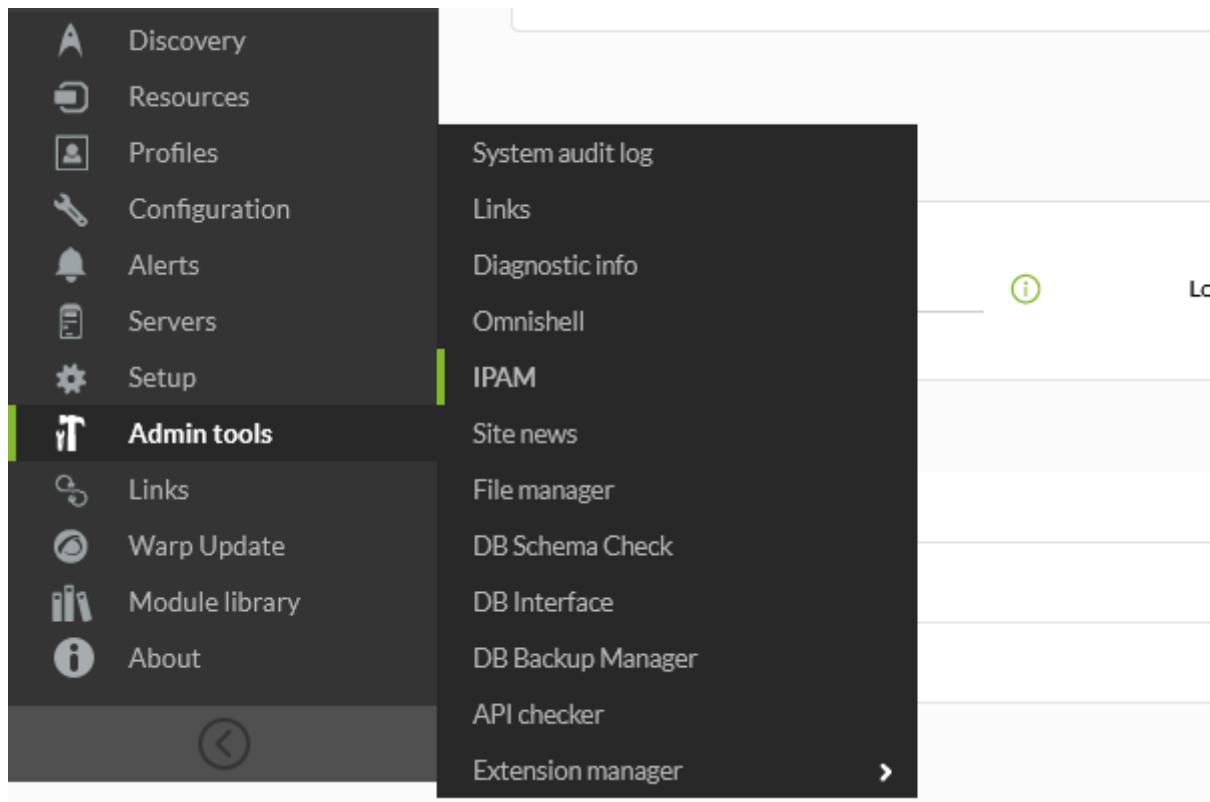 Discovery
Resources
Profiles
Configuration
Alerts
Servers
Setup
Admin tools
Links
Warp Update
Module library
About
System audit log
Links
Diagnostic info
Omnishell
IPAM
Site news
File manager
DB Schema Check
DB Interface
DB Backup Manager
API checker
Extension manager